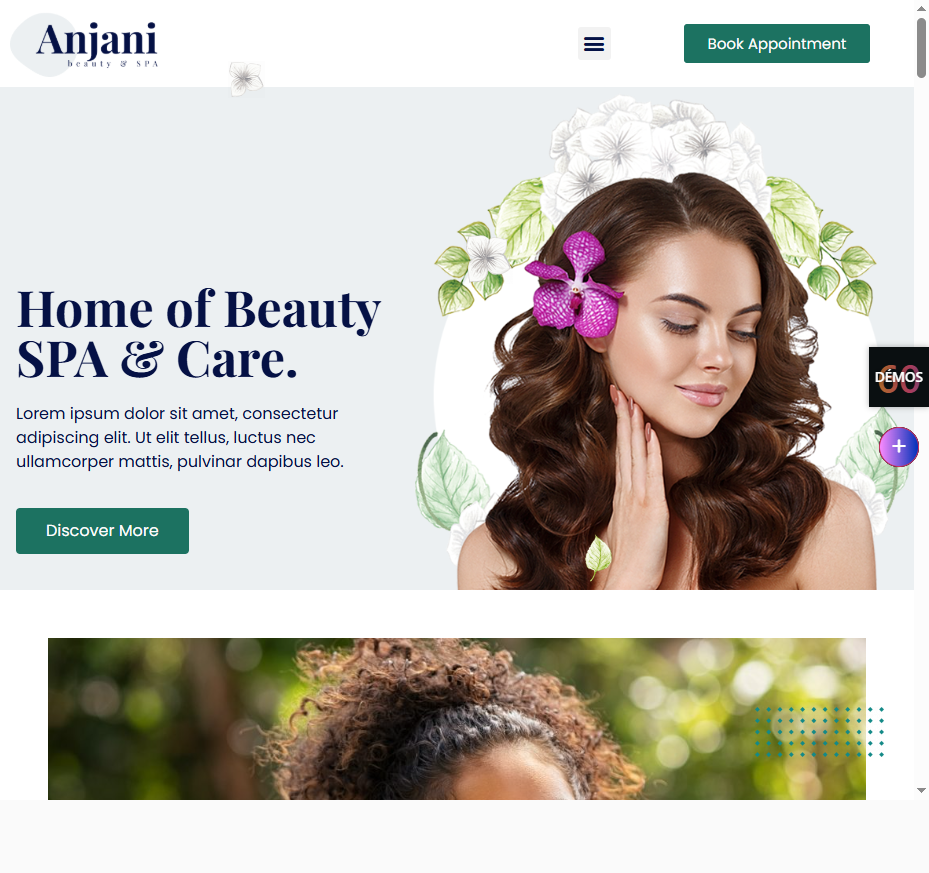 Anjani
beauty & SPA
Book Appointment
Home of Beauty
SPA & Care.
Lorem ipsum dolor sit amet, consectetur
adipiscing elit. Ut elit tellus, luctus nec
ullamcorper mattis, pulvinar dapibus leo.
Discover More
60
DÉMOS
+